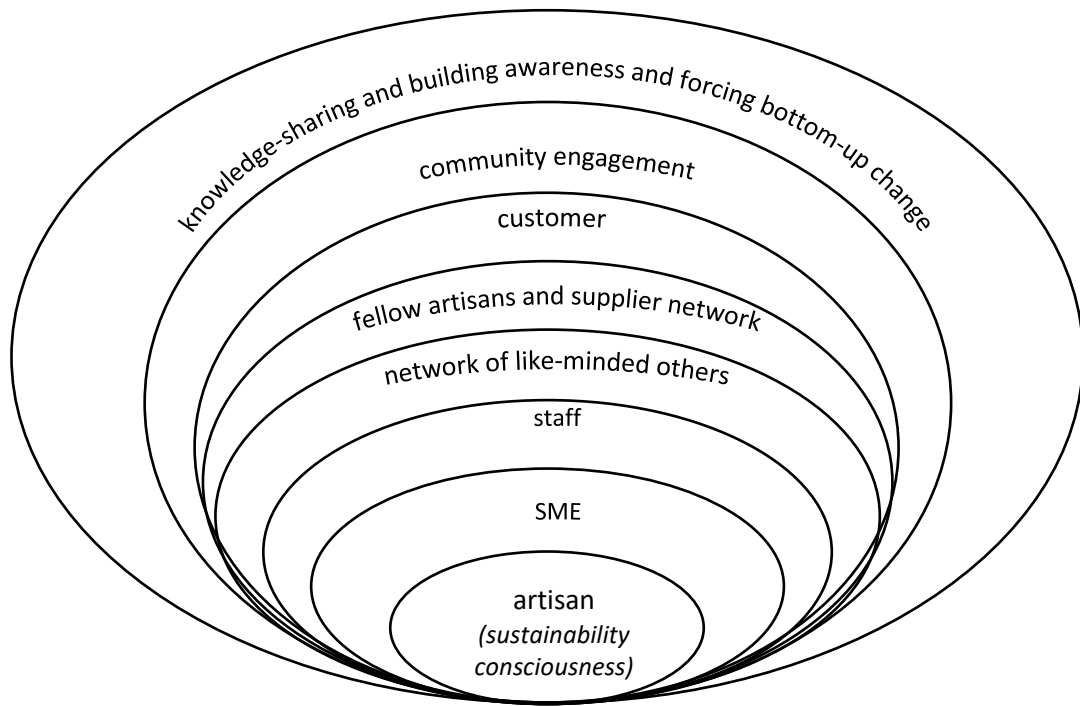 knowledge-sharing and building awareness and forcing bottom-up change
community engagement
customer
fellow artisans and supplier network
network of like-minded others
staff
SME
artisan
(sustainability
consciousness)